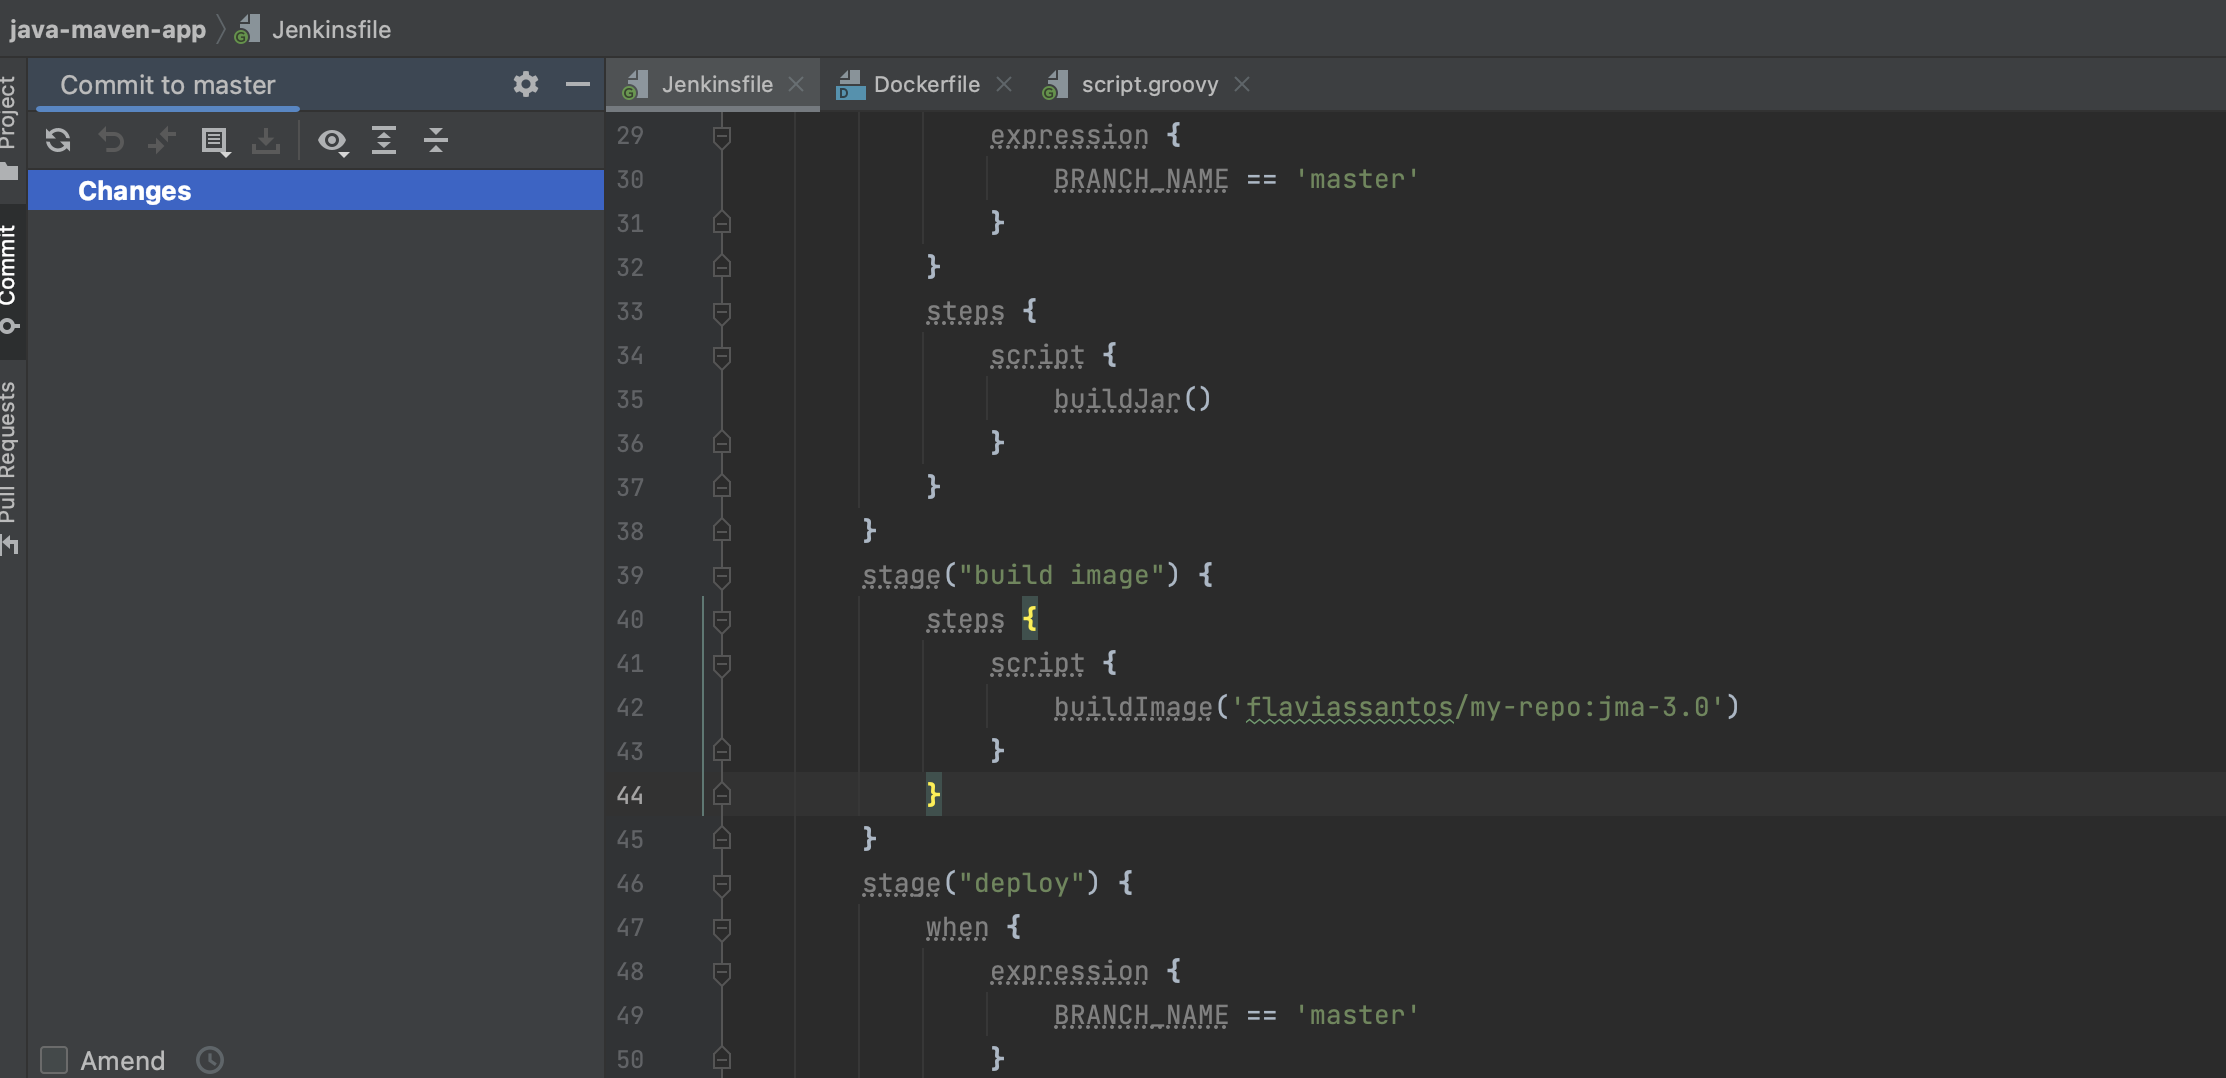 java-maven-app Jenkinsfile
Project
Commit
Pull Requests
Commit to master
Changes
Amend
Jenkinsfile Dockerfile script.groovy
29 expression {
30 BRANCH_NAME == 'master'
31 }
32 }
33 steps {
34 script {
35 buildJar()
36 }
37 }
38 }
39 stage("build image") {
40 steps {
41 script {
42 buildImage('flaviassantos/my-repo:jma-3.0')
43 }
44 }
45 }
46 stage("deploy") {
47 when {
48 expression {
49 BRANCH_NAME == 'master'
50 }